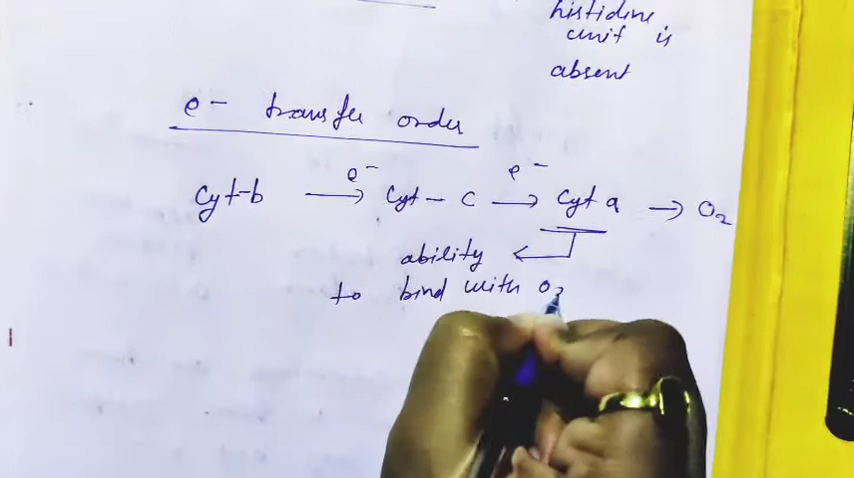 histidine
unit is
absent
e- transfer order
Cyt-b —e-→ Cyt-c —e-→ Cyt a → O2
ability ←
to bind with O2